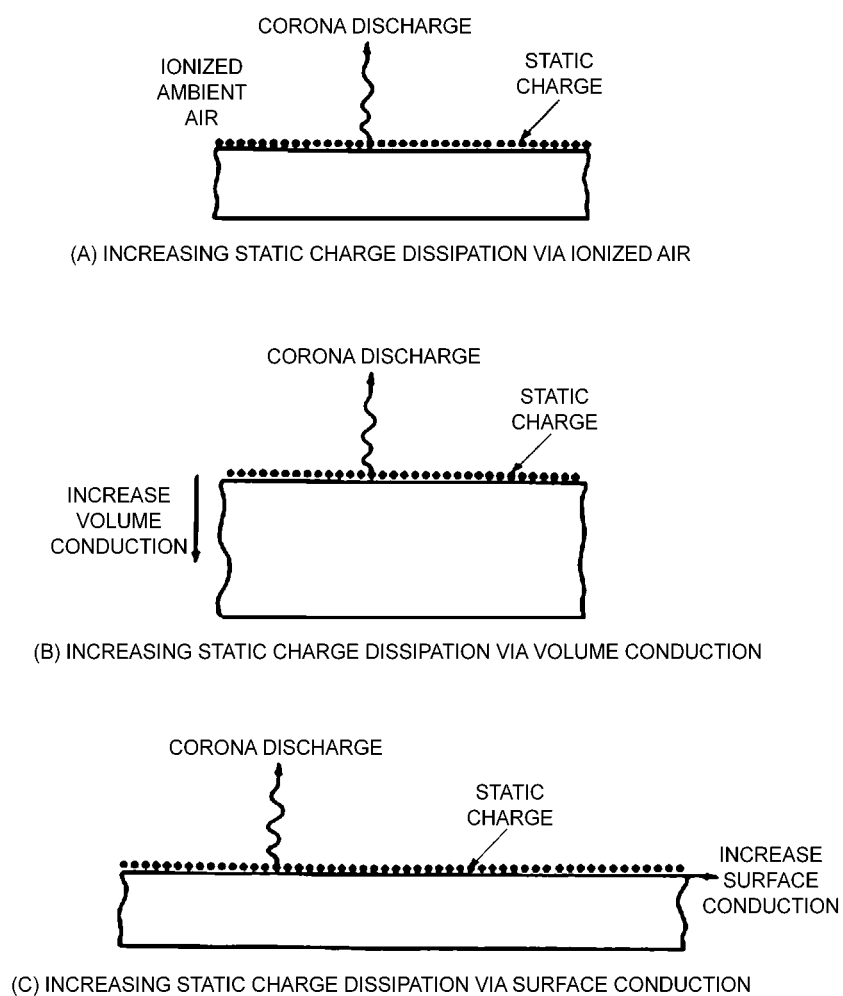 CORONA DISCHARGE
IONIZED
AMBIENT
AIR
STATIC
CHARGE
(A) INCREASING STATIC CHARGE DISSIPATION VIA IONIZED AIR
CORONA DISCHARGE
STATIC
CHARGE
INCREASE
VOLUME
CONDUCTION
(B) INCREASING STATIC CHARGE DISSIPATION VIA VOLUME CONDUCTION
CORONA DISCHARGE
STATIC
CHARGE
INCREASE
SURFACE
CONDUCTION
(C) INCREASING STATIC CHARGE DISSIPATION VIA SURFACE CONDUCTION